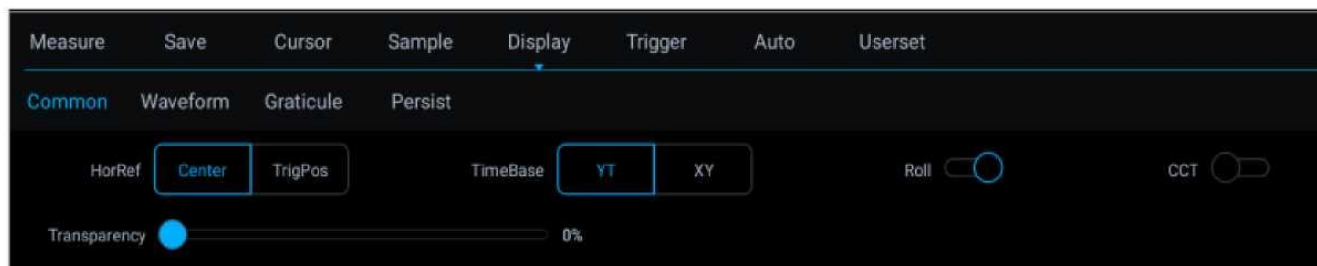 Measure Save Cursor Sample Display Trigger Auto Userset
Common Waveform Graticule Persist
HorRef Center TrigPos TimeBase YT XY Roll CCT
Transparency 0%